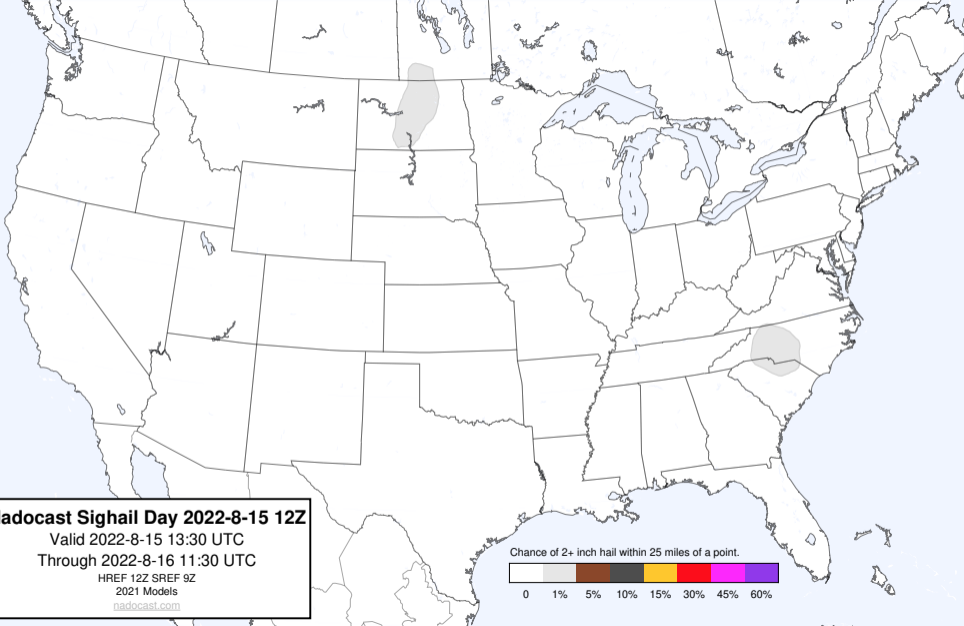 adocast Sighail Day 2022-8-15 12Z
Valid 2022-8-15 13:30 UTC
Through 2022-8-16 11:30 UTC
HREF 12Z SREF 9Z
2021 Models
nadocast.com
Chance of 2+ inch hail within 25 miles of a point.
0 1% 5% 10% 15% 30% 45% 60%